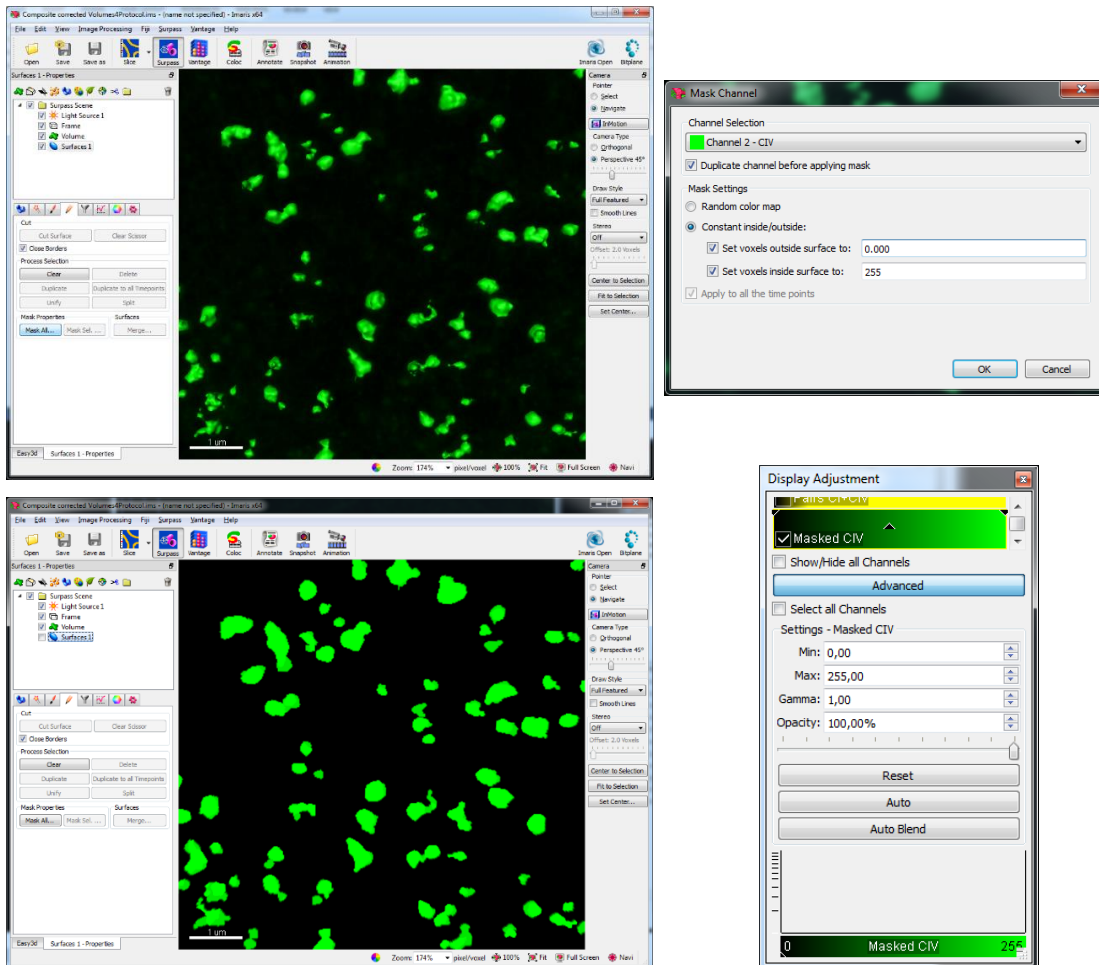 Composite corrected Volumes4Protocol.ims - (name not specified) - Imaris x64
File Edit View Image Processing Fiji Surpass Vantage Help
Open Save Save as Slice Surpass Vantage Coloc Annotate Snapshot Animation Imaris Open Bitplane
Surfaces 1 - Properties
Surpass Scene
Light Source 1
Frame
Volume
Surfaces 1
Cut
Cut Surface Clear Scissor
Close Borders
Process Selection
Clear Delete
Duplicate Duplicate to all Timepoints
Unify Split
Mask Properties Surfaces
Mask All... Mask Sel. ... Merge...
Easy3d Surfaces 1 - Properties
1 um
Camera
Pointer
Select
Navigate
InMotion
Camera Type
Orthogonal
Perspective 45°
Draw Style
Full Featured
Smooth Lines
Stereo
Off
Offset: 2.0 Voxels
Center to Selection
Fit to Selection
Set Center...
Zoom: 174% pixel/voxel 100% Fit Full Screen Navi
Mask Channel
Channel Selection
Channel 2 - CIV
Duplicate channel before applying mask
Mask Settings
Random color map
Constant inside/outside:
Set voxels outside surface to: 0.000
Set voxels inside surface to: 255
Apply to all the time points
OK Cancel
Composite corrected Volumes4Protocol.ims - (name not specified) - Imaris x64
File Edit View Image Processing Fiji Surpass Vantage Help
Open Save Save as Slice Surpass Vantage Coloc Annotate Snapshot Animation Imaris Open Bitplane
Surfaces 1 - Properties
Surpass Scene
Light Source 1
Frame
Volume
Surfaces 1
Cut
Cut Surface Clear Scissor
Close Borders
Process Selection
Clear Delete
Duplicate Duplicate to all Timepoints
Unify Split
Mask Properties Surfaces
Mask All... Mask Sel. ... Merge...
Easy3d Surfaces 1 - Properties
1 um
Camera
Pointer
Select
Navigate
InMotion
Camera Type
Orthogonal
Perspective 45°
Draw Style
Full Featured
Smooth Lines
Stereo
Off
Offset: 2.0 Voxels
Center to Selection
Fit to Selection
Set Center...
Zoom: 174% pixel/voxel 100% Fit Full Screen Navi
Display Adjustment
Pairs CI+CIV
Masked CIV
Show/Hide all Channels
Advanced
Select all Channels
Settings - Masked CIV
Min: 0,00
Max: 255,00
Gamma: 1,00
Opacity: 100,00%
Reset
Auto
Auto Blend
0 Masked CIV 255